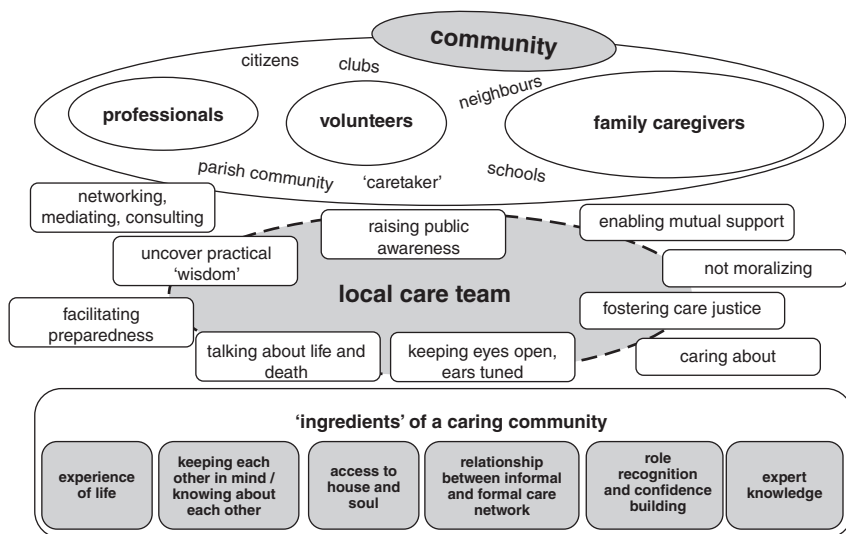 community
citizens
clubs
neighbours
professionals
volunteers
family caregivers
parish community
'caretaker'
schools
networking,
mediating, consulting
raising public
awareness
enabling mutual support
uncover practical
'wisdom'
not moralizing
local care team
facilitating
preparedness
fostering care justice
talking about life and
death
keeping eyes open,
ears tuned
caring about
'ingredients' of a caring community
experience
of life
keeping each
other in mind /
knowing about
each other
access to
house and
soul
relationship
between informal
and formal care
network
role
recognition
and confidence
building
expert
knowledge